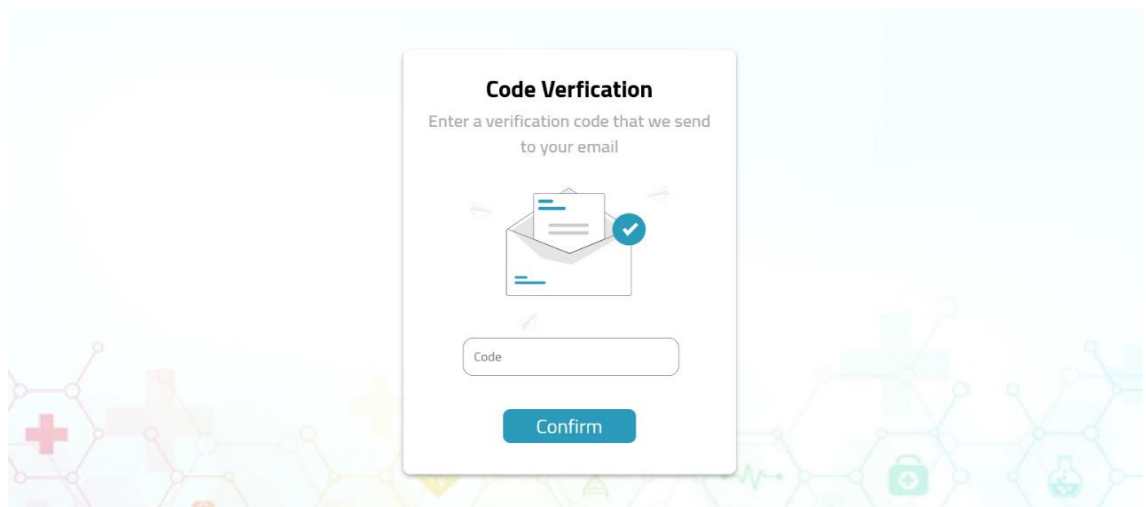 Code Verfication
Enter a verification code that we send
to your email
Code
Confirm